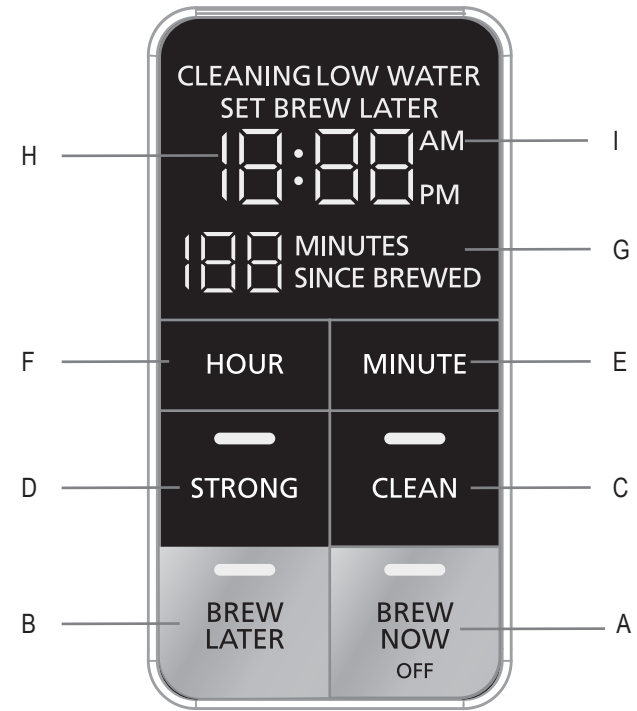 CLEANING LOW WATER
SET BREW LATER
H 18:88 AM I
PM
188 MINUTES G
SINCE BREWED
F HOUR MINUTE E
D STRONG CLEAN C
B BREW LATER
BREW NOW A
OFF